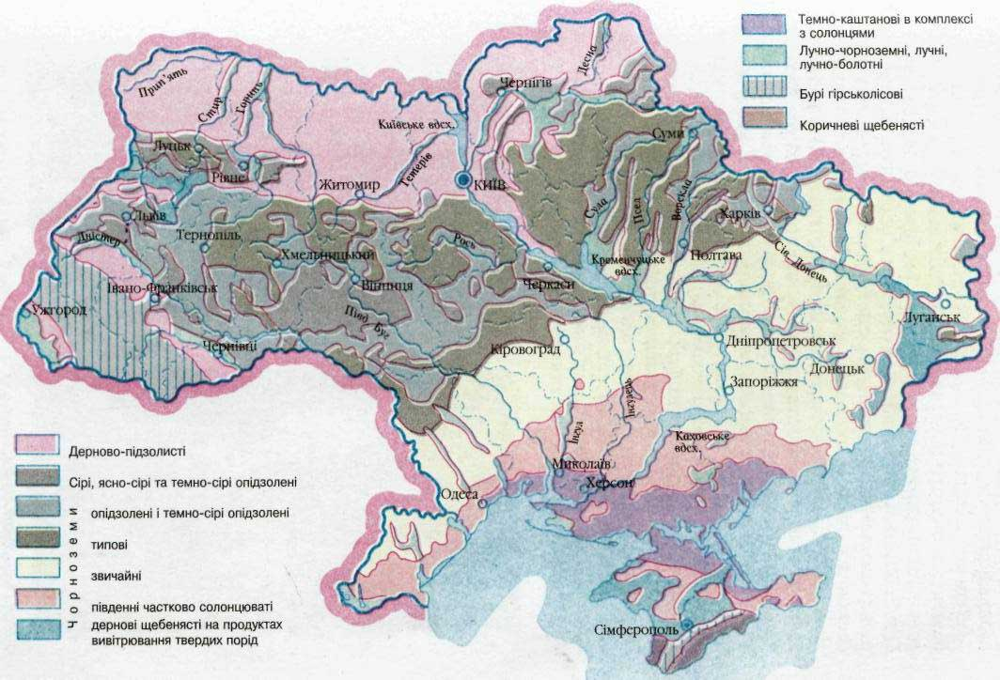 Темно-каштанові в комплексі
з солонцями
Лучно-чорноземні, лучні,
лучно-болотні
Бурі гірськолісові
Коричневі щебенясті
Десна
Прип'ять
Стир
Горинь
Чернігів
Київське вдсх.
Суми
Луцьк
Рівне
Житомир
Тетерів
КИЇВ
Сула
Псел
Ворскла
Харків
Львів
Дністер
Тернопіль
Хмельницький
Рось
Кременчуцьке
вдсх.
Полтава
Сів. Донець
Івано-Франківськ
Вінниця
Черкаси
Ужгород
Півд. Буг
Луганськ
Чернівці
Кіровоград
Дніпропетровськ
Донецьк
Запоріжжя
Інгул
Інгулець
Каховське
вдсх.
Миколаїв
Херсон
Одеса
Сімферополь
Дерново-підзолисті
Сірі, ясно-сірі та темно-сірі опідзолені
Чорноземи
опідзолені і темно-сірі опідзолені
типові
звичайні
південні частково солонцюваті
дернові щебенясті на продуктах
вивітрювання твердих порід